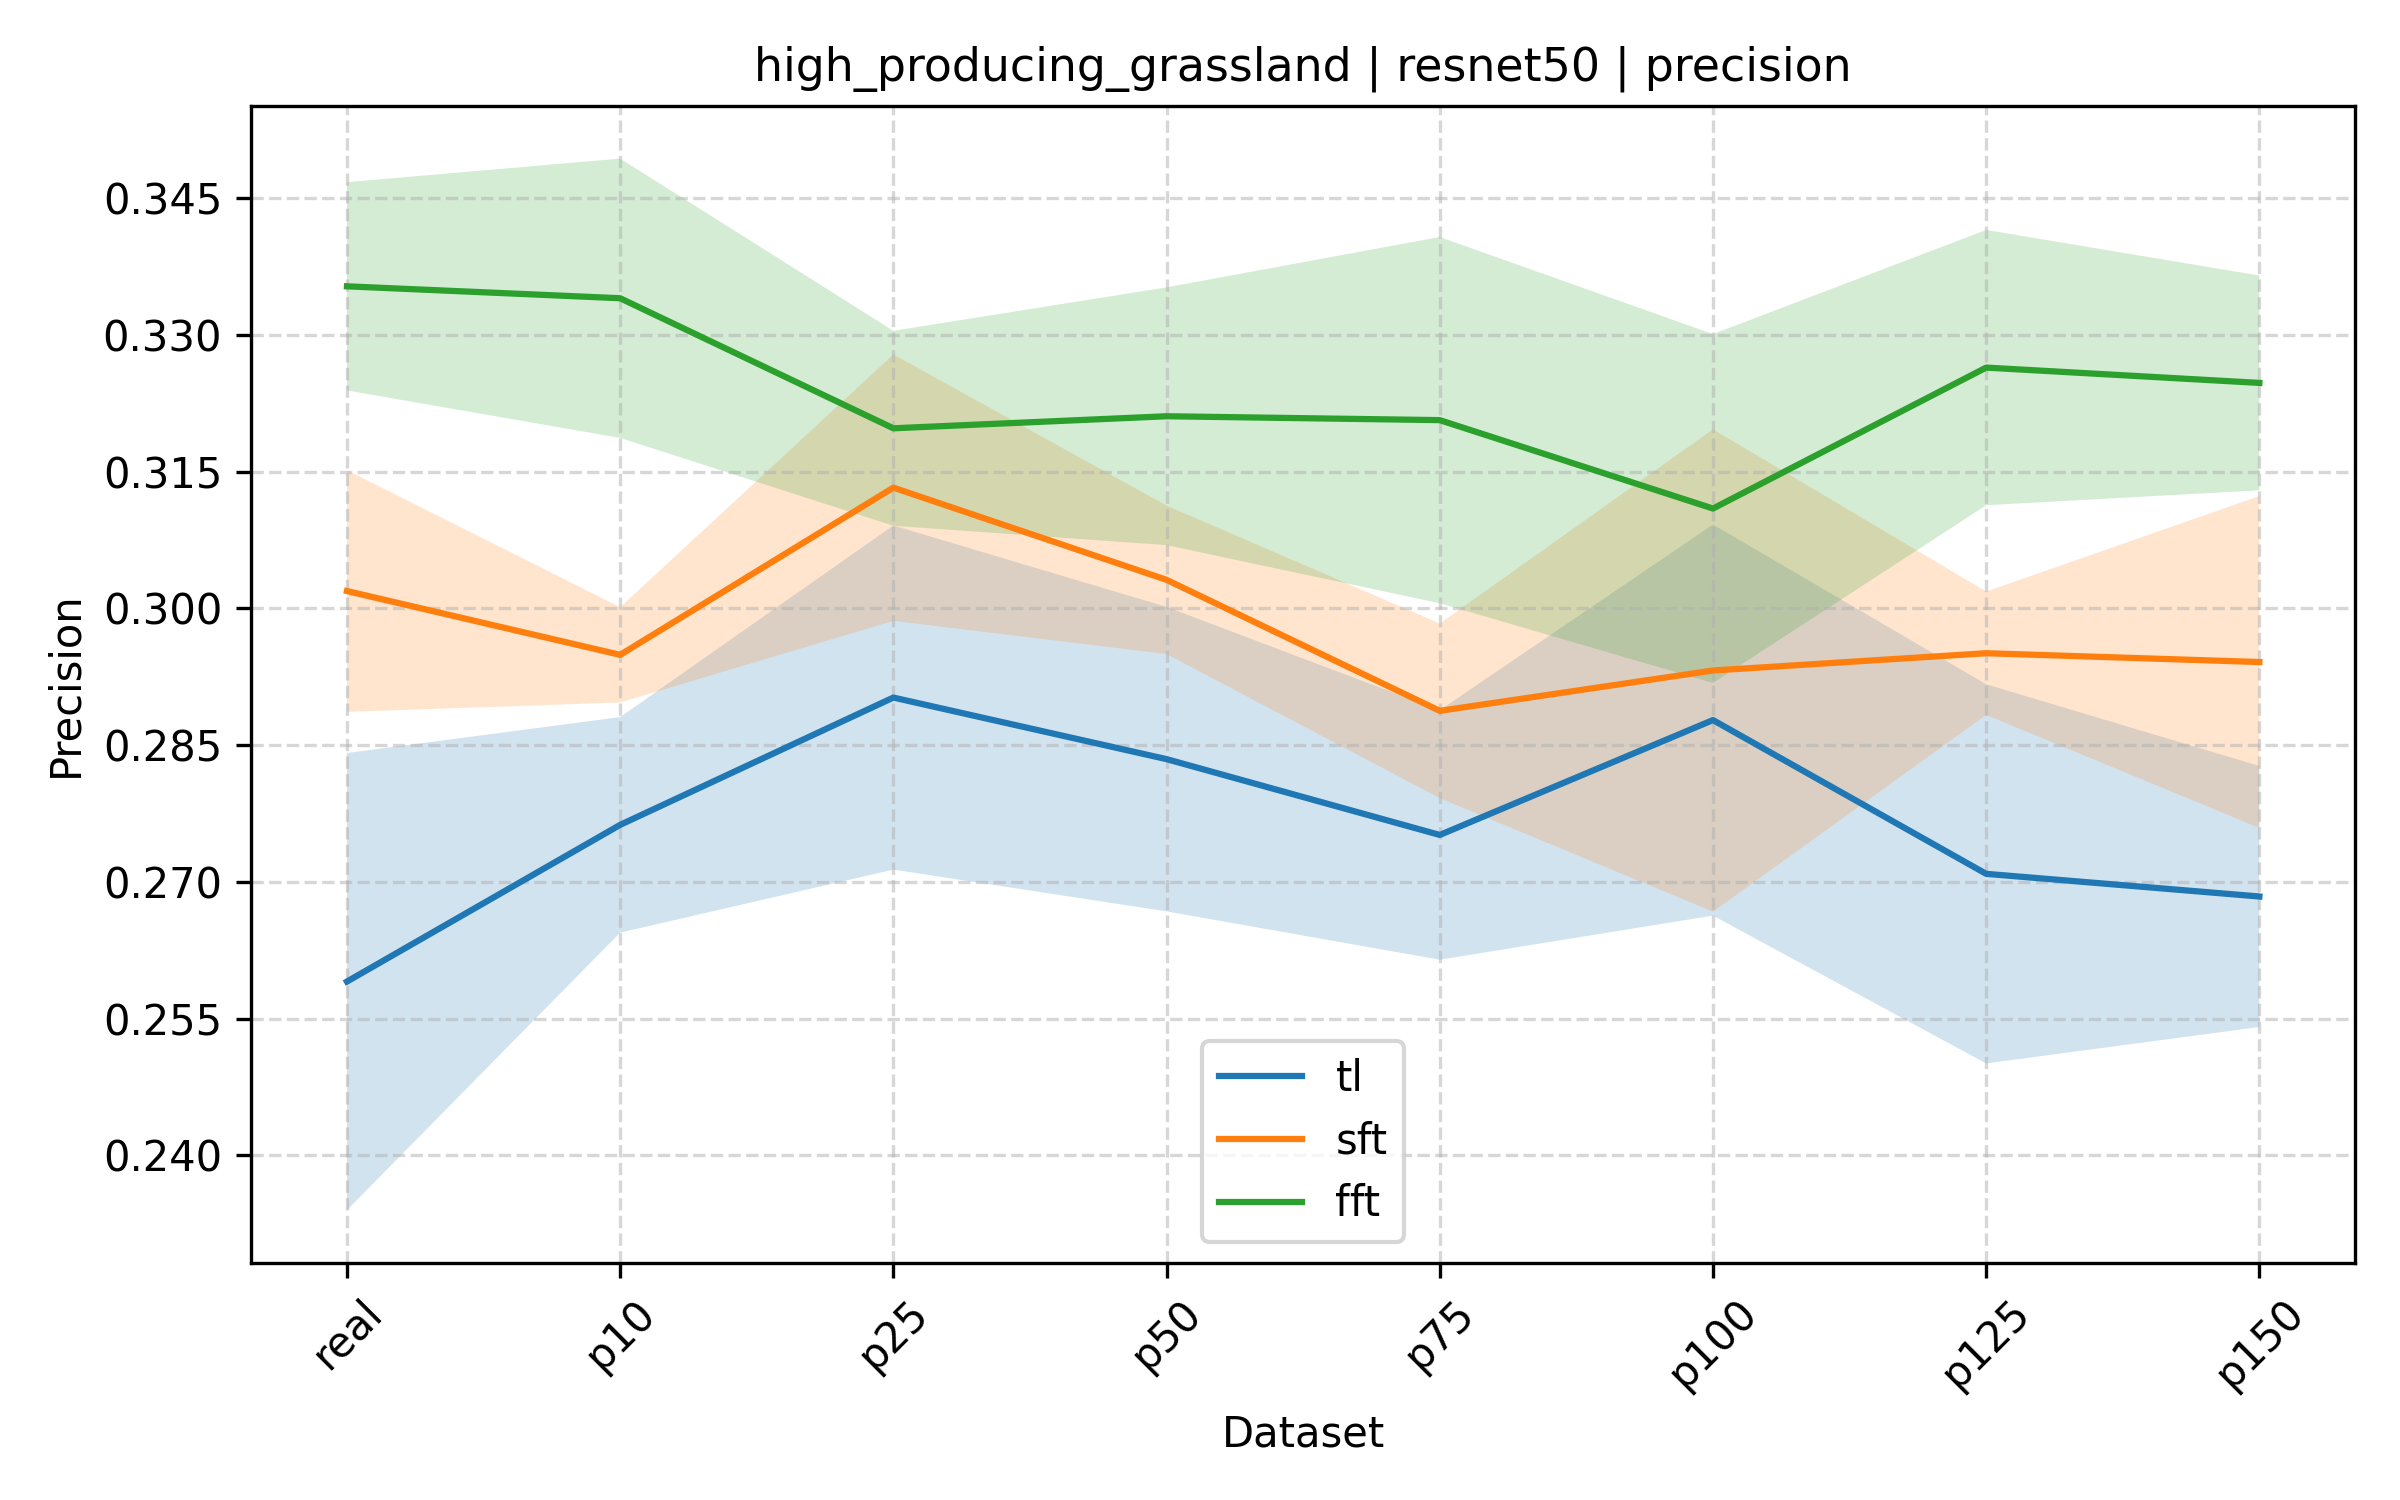 high_producing_grassland | resnet50 | precision
0.345
0.330
0.315
0.300
0.285
0.270
0.255
0.240
Precision
tl
sft
fft
real
p10
p25
p50
p75
p100
p125
p150
Dataset